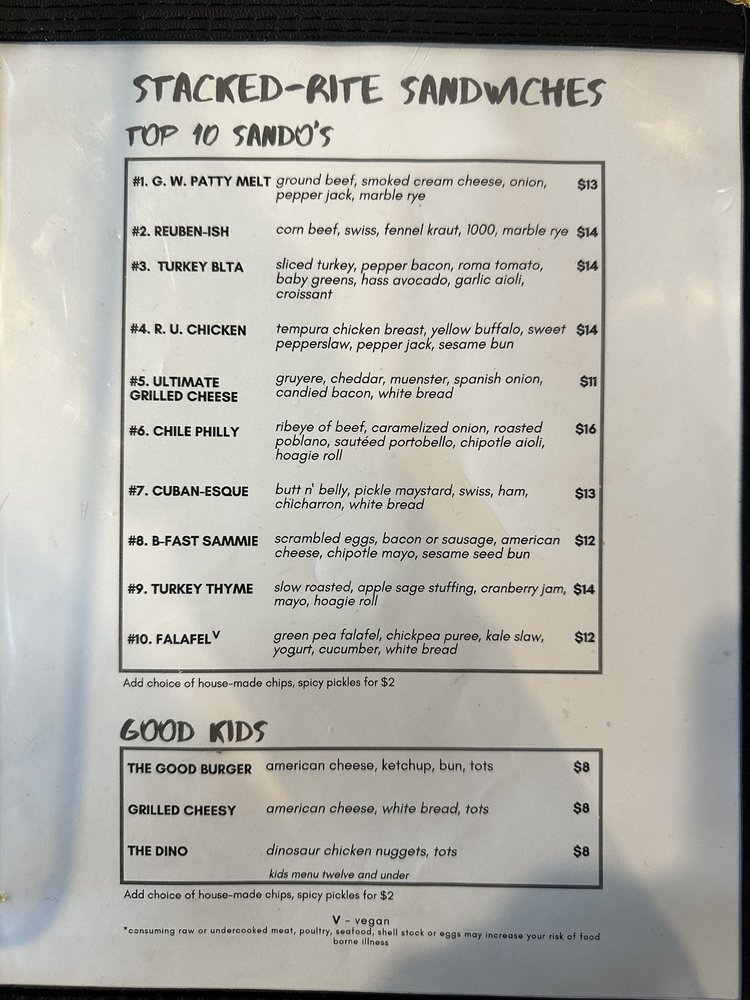 STACKED-RITE SANDWICHES
TOP 10 SANDO'S
#1. G. W. PATTY MELT ground beef, smoked cream cheese, onion, $13
pepper jack, marble rye
#2. REUBEN-ISH corn beef, swiss, fennel kraut, 1000, marble rye $14
#3. TURKEY BLTA sliced turkey, pepper bacon, roma tomato, $14
baby greens, hass avocado, garlic aioli,
croissant
#4. R. U. CHICKEN tempura chicken breast, yellow buffalo, sweet $14
pepperslaw, pepper jack, sesame bun
#5. ULTIMATE gruyere, cheddar, muenster, spanish onion, $11
GRILLED CHEESE candied bacon, white bread
#6. CHILE PHILLY ribeye of beef, caramelized onion, roasted $16
poblano, sautéed portobello, chipotle aioli,
hoagie roll
#7. CUBAN-ESQUE butt n' belly, pickle maystard, swiss, ham, $13
chicharron, white bread
#8. B-FAST SAMMIE scrambled eggs, bacon or sausage, american $12
cheese, chipotle mayo, sesame seed bun
#9. TURKEY THYME slow roasted, apple sage stuffing, cranberry jam, $14
mayo, hoagie roll
#10. FALAFEL V green pea falafel, chickpea puree, kale slaw, $12
yogurt, cucumber, white bread
Add choice of house-made chips, spicy pickles for $2
GOOD KIDS
THE GOOD BURGER american cheese, ketchup, bun, tots $8
GRILLED CHEESY american cheese, white bread, tots $8
THE DINO dinosaur chicken nuggets, tots $8
kids menu twelve and under
Add choice of house-made chips, spicy pickles for $2
V - vegan
*consuming raw or undercooked meat, poultry, seafood, shell stock or eggs may increase your risk of food
borne illness